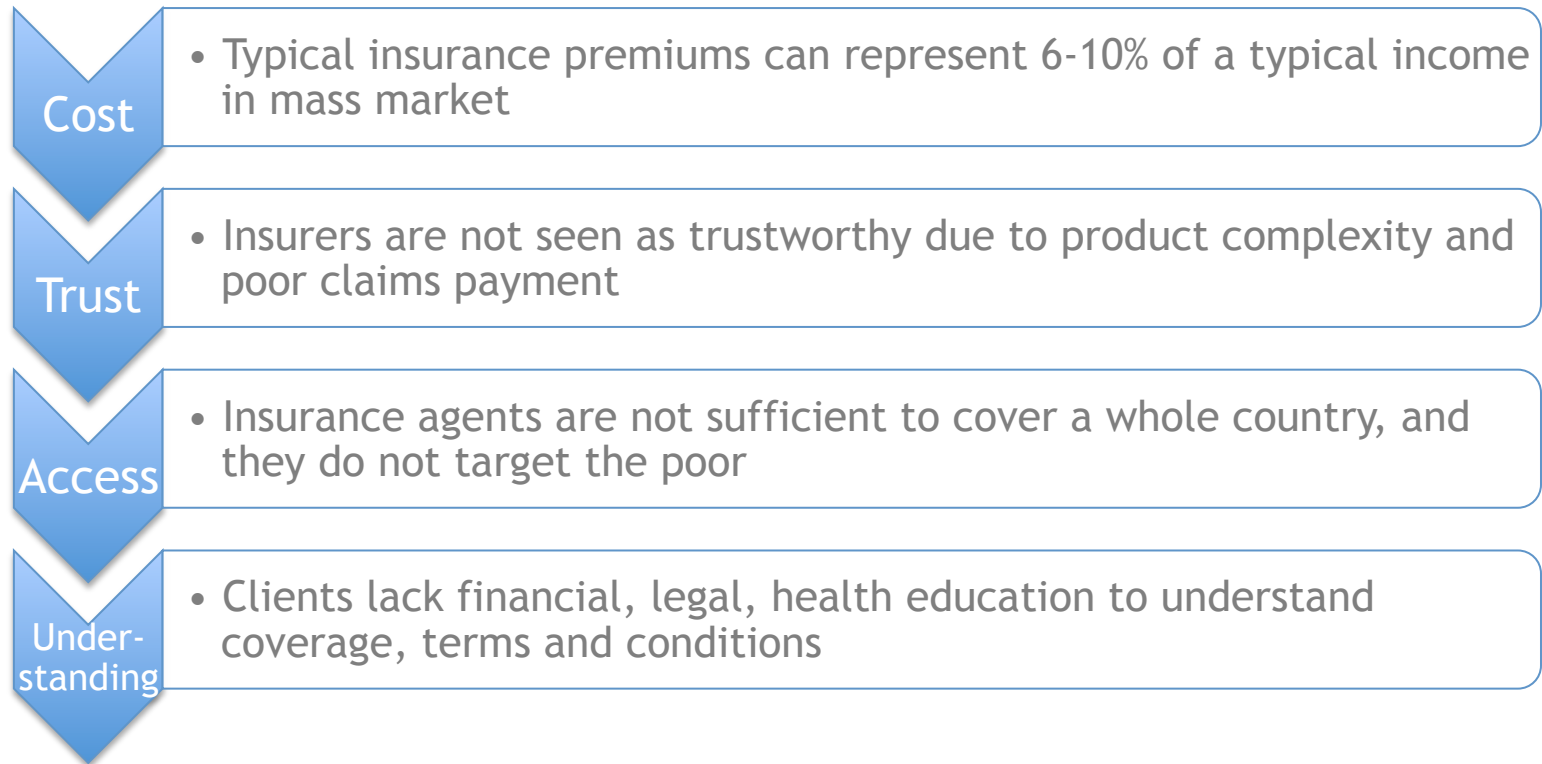 Cost
• Typical insurance premiums can represent 6-10% of a typical income
in mass market
Trust
• Insurers are not seen as trustworthy due to product complexity and
poor claims payment
Access
• Insurance agents are not sufficient to cover a whole country, and
they do not target the poor
Under-
standing
• Clients lack financial, legal, health education to understand
coverage, terms and conditions